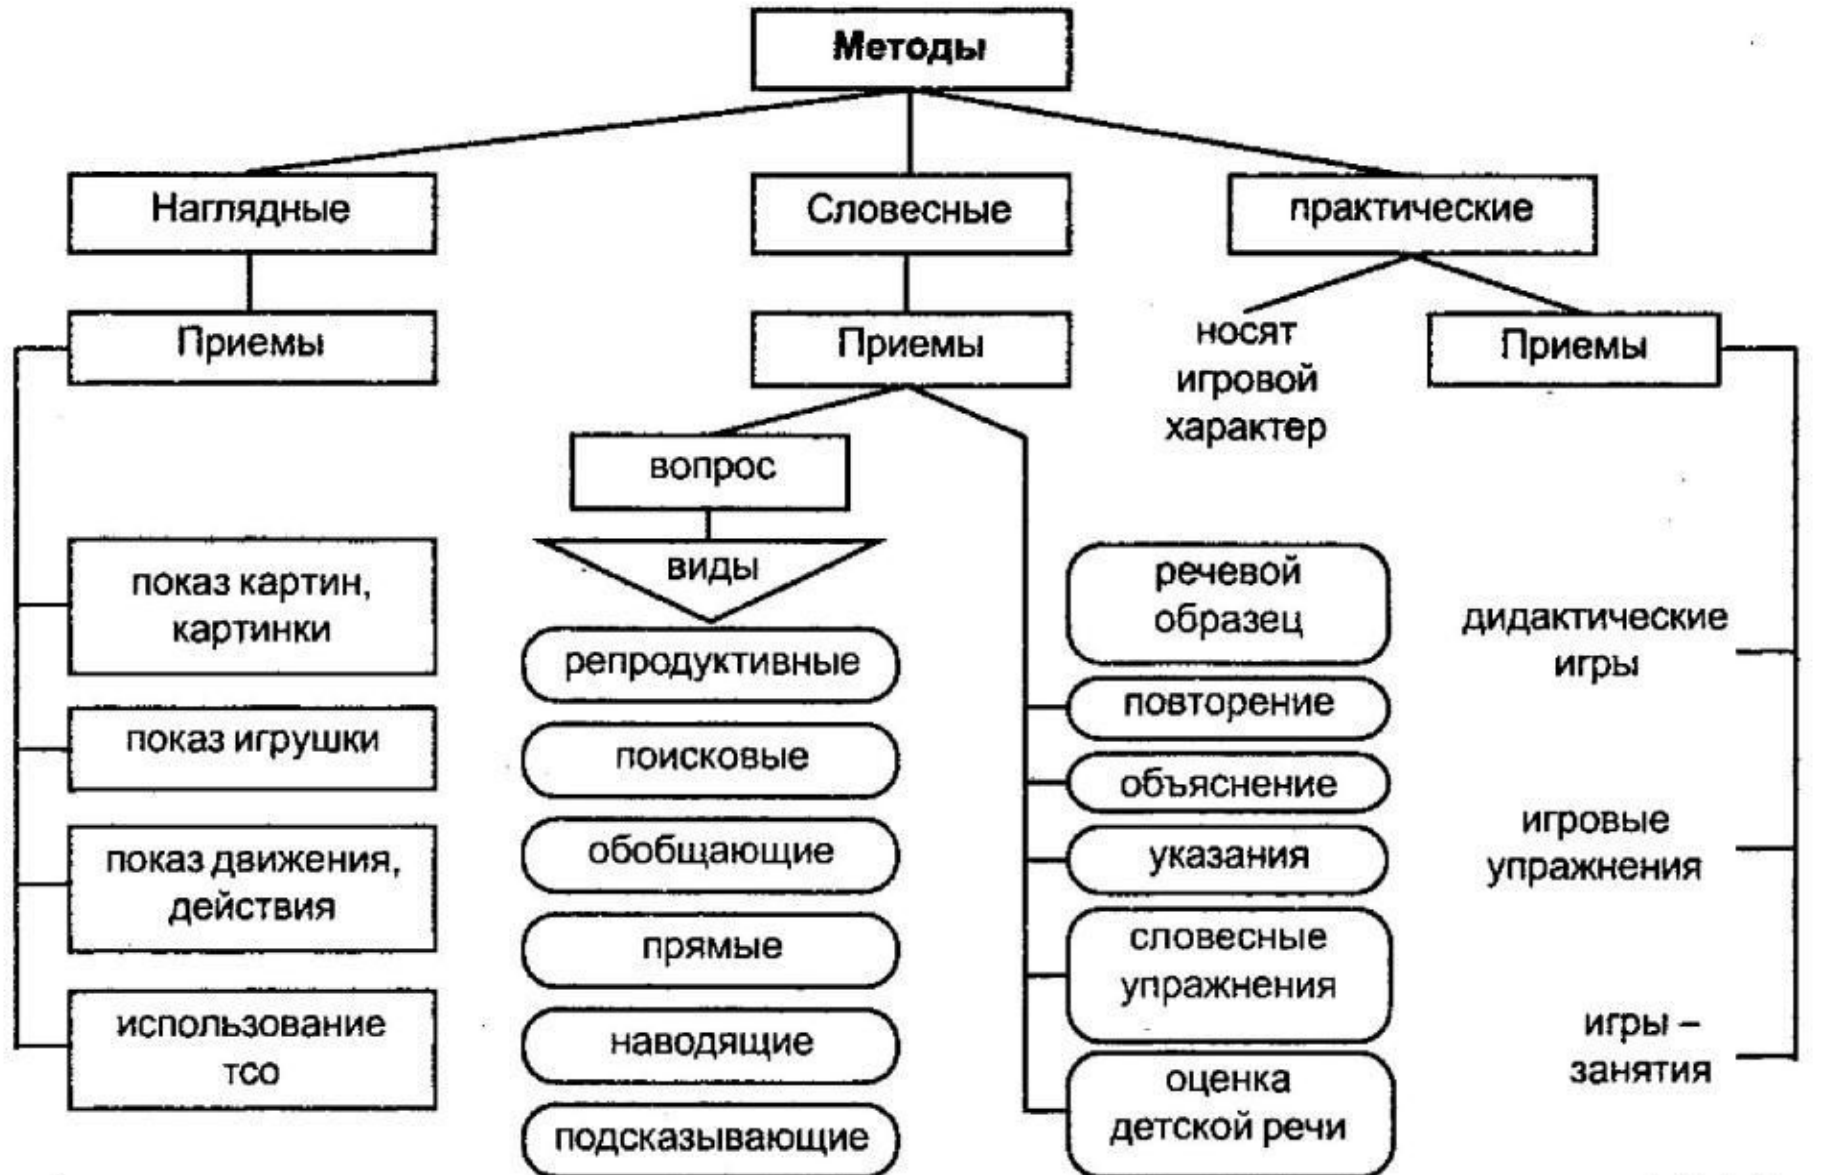 Методы
Наглядные
Словесные
практические
Приемы
Приемы
носят
игровой
характер
Приемы
вопрос
виды
показ картин,
картинки
показ игрушки
показ движения,
действия
использование
тсо
репродуктивные
поисковые
обобщающие
прямые
наводящие
подсказывающие
речевой
образец
повторение
объяснение
указания
словесные
упражнения
оценка
детской речи
дидактические
игры
игровые
упражнения
игры –
занятия